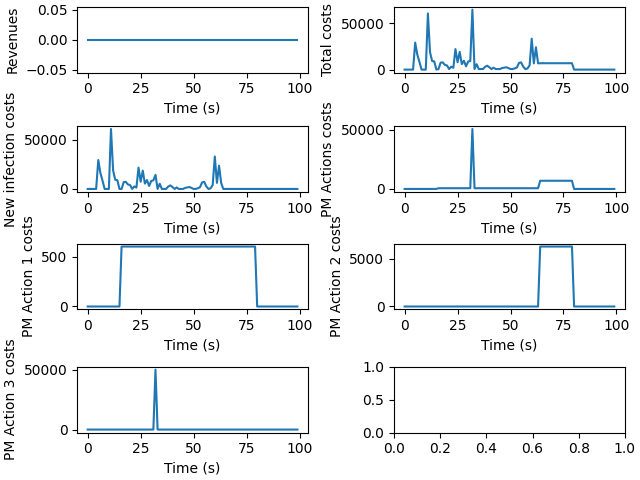 Revenues
0.05
0.00
−0.05
0 25 50 75 100
Time (s)
Total costs
50000
0
0 25 50 75 100
Time (s)
New infection costs
50000
0
0 25 50 75 100
Time (s)
PM Actions costs
50000
0
0 25 50 75 100
Time (s)
PM Action 1 costs
500
0
0 25 50 75 100
Time (s)
PM Action 2 costs
5000
0
0 25 50 75 100
Time (s)
PM Action 3 costs
50000
0
0 25 50 75 100
Time (s)
1.0
0.5
0.0
0.0 0.2 0.4 0.6 0.8 1.0